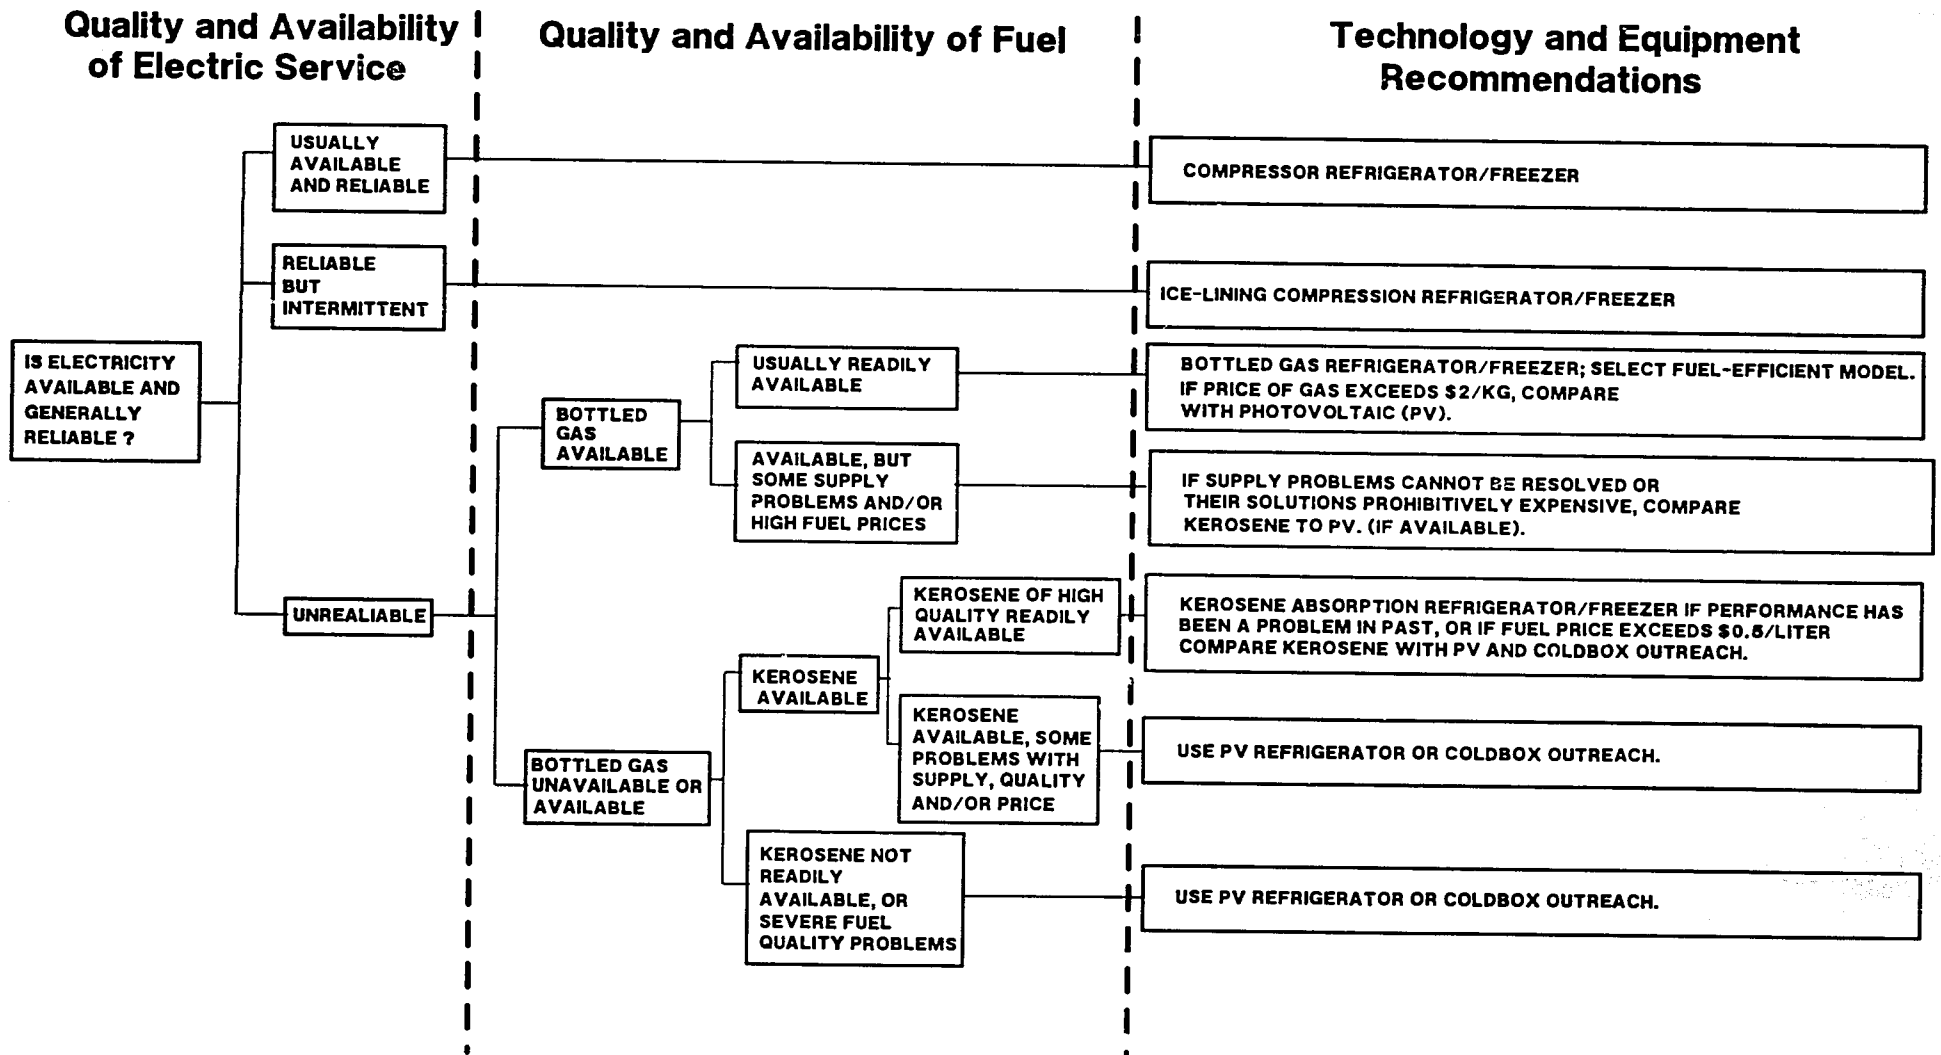 Quality and Availability
of Electric Service
Quality and Availability of Fuel
Technology and Equipment
Recommendations
IS ELECTRICITY
AVAILABLE AND
GENERALLY
RELIABLE ?
USUALLY
AVAILABLE
AND RELIABLE
COMPRESSOR REFRIGERATOR/FREEZER
RELIABLE
BUT
INTERMITTENT
ICE-LINING COMPRESSION REFRIGERATOR/FREEZER
UNREALIABLE
BOTTLED
GAS
AVAILABLE
USUALLY READILY
AVAILABLE
BOTTLED GAS REFRIGERATOR/FREEZER; SELECT FUEL-EFFICIENT MODEL.
IF PRICE OF GAS EXCEEDS $2/KG, COMPARE
WITH PHOTOVOLTAIC (PV).
AVAILABLE, BUT
SOME SUPPLY
PROBLEMS AND/OR
HIGH FUEL PRICES
IF SUPPLY PROBLEMS CANNOT BE RESOLVED OR
THEIR SOLUTIONS PROHIBITIVELY EXPENSIVE, COMPARE
KEROSENE TO PV. (IF AVAILABLE).
BOTTLED GAS
UNAVAILABLE OR
AVAILABLE
KEROSENE
AVAILABLE
KEROSENE OF HIGH
QUALITY READILY
AVAILABLE
KEROSENE ABSORPTION REFRIGERATOR/FREEZER IF PERFORMANCE HAS
BEEN A PROBLEM IN PAST, OR IF FUEL PRICE EXCEEDS $0.5/LITER
COMPARE KEROSENE WITH PV AND COLDBOX OUTREACH.
KEROSENE
AVAILABLE, SOME
PROBLEMS WITH
SUPPLY, QUALITY
AND/OR PRICE
USE PV REFRIGERATOR OR COLDBOX OUTREACH.
KEROSENE NOT
READILY
AVAILABLE, OR
SEVERE FUEL
QUALITY PROBLEMS
USE PV REFRIGERATOR OR COLDBOX OUTREACH.